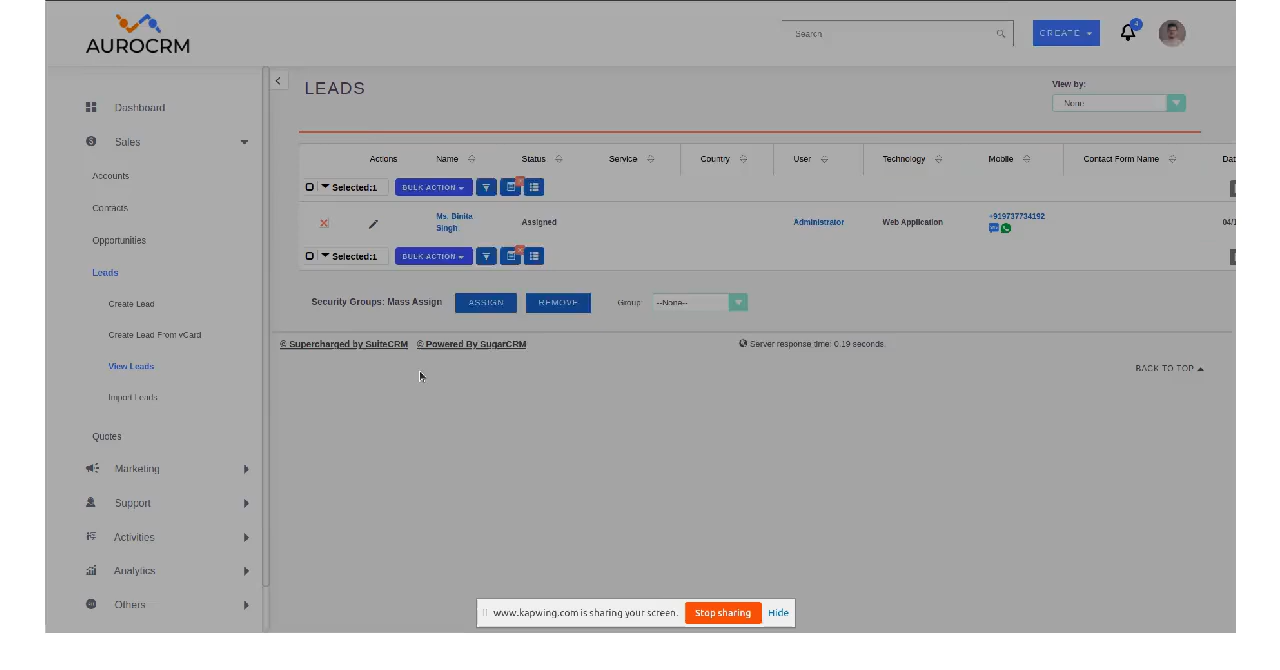 AUROCRM
Search
CREATE
4
Dashboard
Sales
Accounts
Contacts
Opportunities
Leads
Create Lead
Create Lead From vCard
View Leads
Import Leads
Quotes
Marketing
Support
Activities
Analytics
Others
LEADS
View by:
None
Actions Name Status Service Country User Technology Mobile Contact Form Name
Selected:1 BULK ACTION
Ms. Binita Assigned Administrator Web Application +919737734192
Singh
Selected:1 BULK ACTION
Security Groups: Mass Assign ASSIGN REMOVE Group: --None--
© Supercharged by SuiteCRM © Powered By SugarCRM Server response time: 0.19 seconds.
BACK TO TOP
www.kapwing.com is sharing your screen. Stop sharing Hide